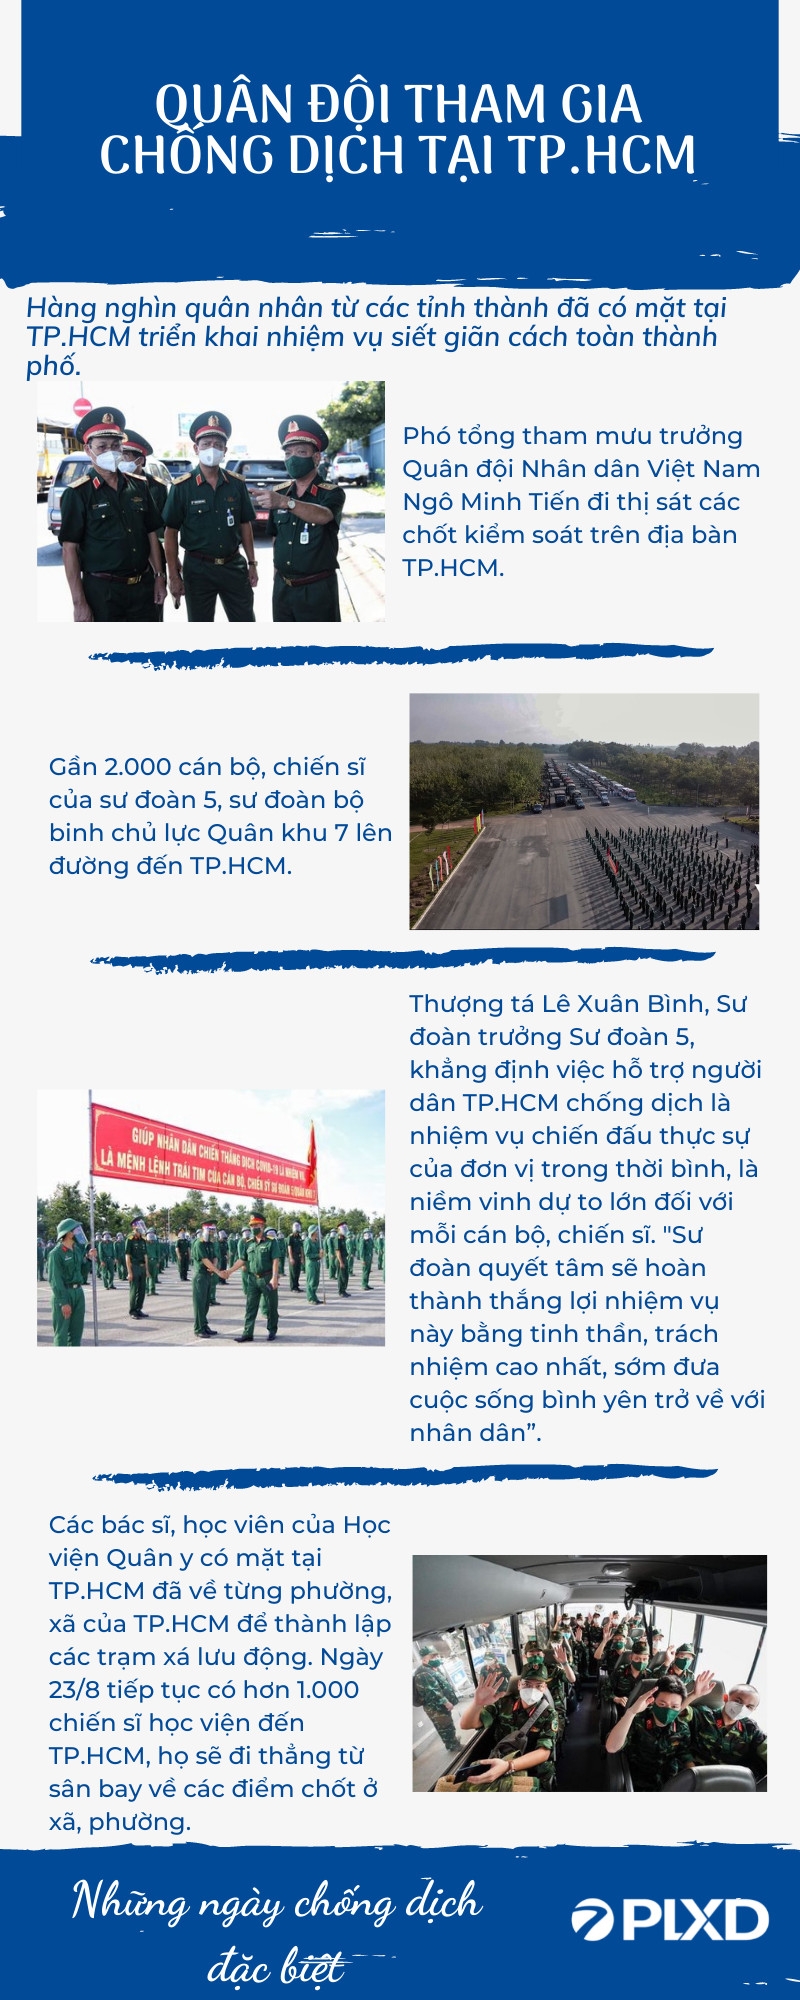 QUÂN ĐỘI THAM GIA
CHỐNG DỊCH TẠI TP.HCM
Hàng nghìn quân nhân từ các tỉnh thành đã có mặt tại
TP.HCM triển khai nhiệm vụ siết giãn cách toàn thành
phố.
Phó tổng tham mưu trưởng
Quân đội Nhân dân Việt Nam
Ngô Minh Tiến đi thị sát các
chốt kiểm soát trên địa bàn
TP.HCM.
Gần 2.000 cán bộ, chiến sĩ
của sư đoàn 5, sư đoàn bộ
binh chủ lực Quân khu 7 lên
đường đến TP.HCM.
Thượng tá Lê Xuân Bình, Sư
đoàn trưởng Sư đoàn 5,
khẳng định việc hỗ trợ người
dân TP.HCM chống dịch là
nhiệm vụ chiến đấu thực sự
của đơn vị trong thời bình, là
niềm vinh dự to lớn đối với
mỗi cán bộ, chiến sĩ. "Sư
đoàn quyết tâm sẽ hoàn
thành thắng lợi nhiệm vụ
này bằng tinh thần, trách
nhiệm cao nhất, sớm đưa
cuộc sống bình yên trở về với
nhân dân”.
GIÚP NHÂN DÂN CHIẾN THẮNG DỊCH COVID-19 LÀ NHIỆM VỤ,
LÀ MỆNH LỆNH TRÁI TIM CỦA CÁN BỘ, CHIẾN SỸ SƯ ĐOÀN 5 QUÂN KHU 7
Các bác sĩ, học viên của Học
viện Quân y có mặt tại
TP.HCM đã về từng phường,
xã của TP.HCM để thành lập
các trạm xá lưu động. Ngày
23/8 tiếp tục có hơn 1.000
chiến sĩ học viện đến
TP.HCM, họ sẽ đi thẳng từ
sân bay về các điểm chốt ở
xã, phường.
Những ngày chống dịch
đặc biệt
PLXD